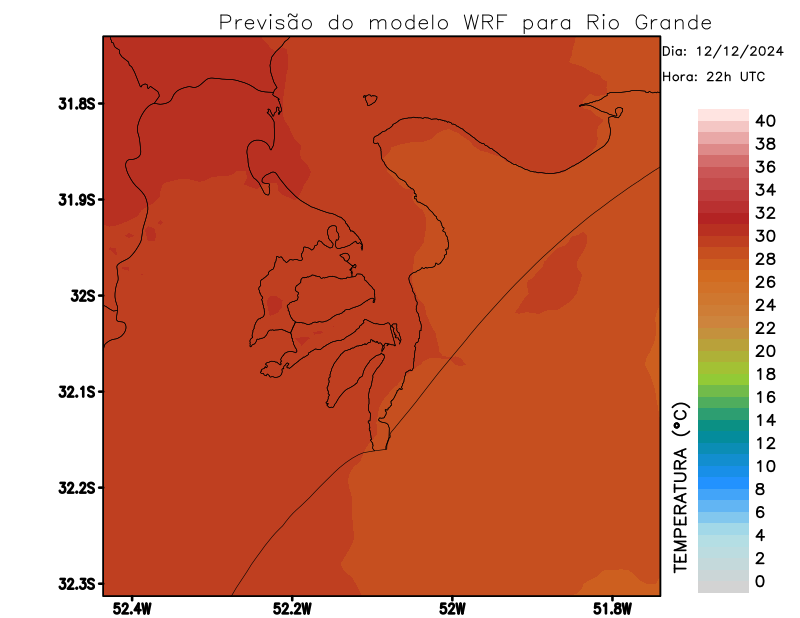 Previsão do modelo WRF para Rio Grande
Dia: 12/12/2024
Hora: 22h UTC
31.8S
31.9S
32S
32.1S
32.2S
32.3S
52.4W
52.2W
52W
51.8W
TEMPERATURA (°C)
40
38
36
34
32
30
28
26
24
22
20
18
16
14
12
10
8
6
4
2
0